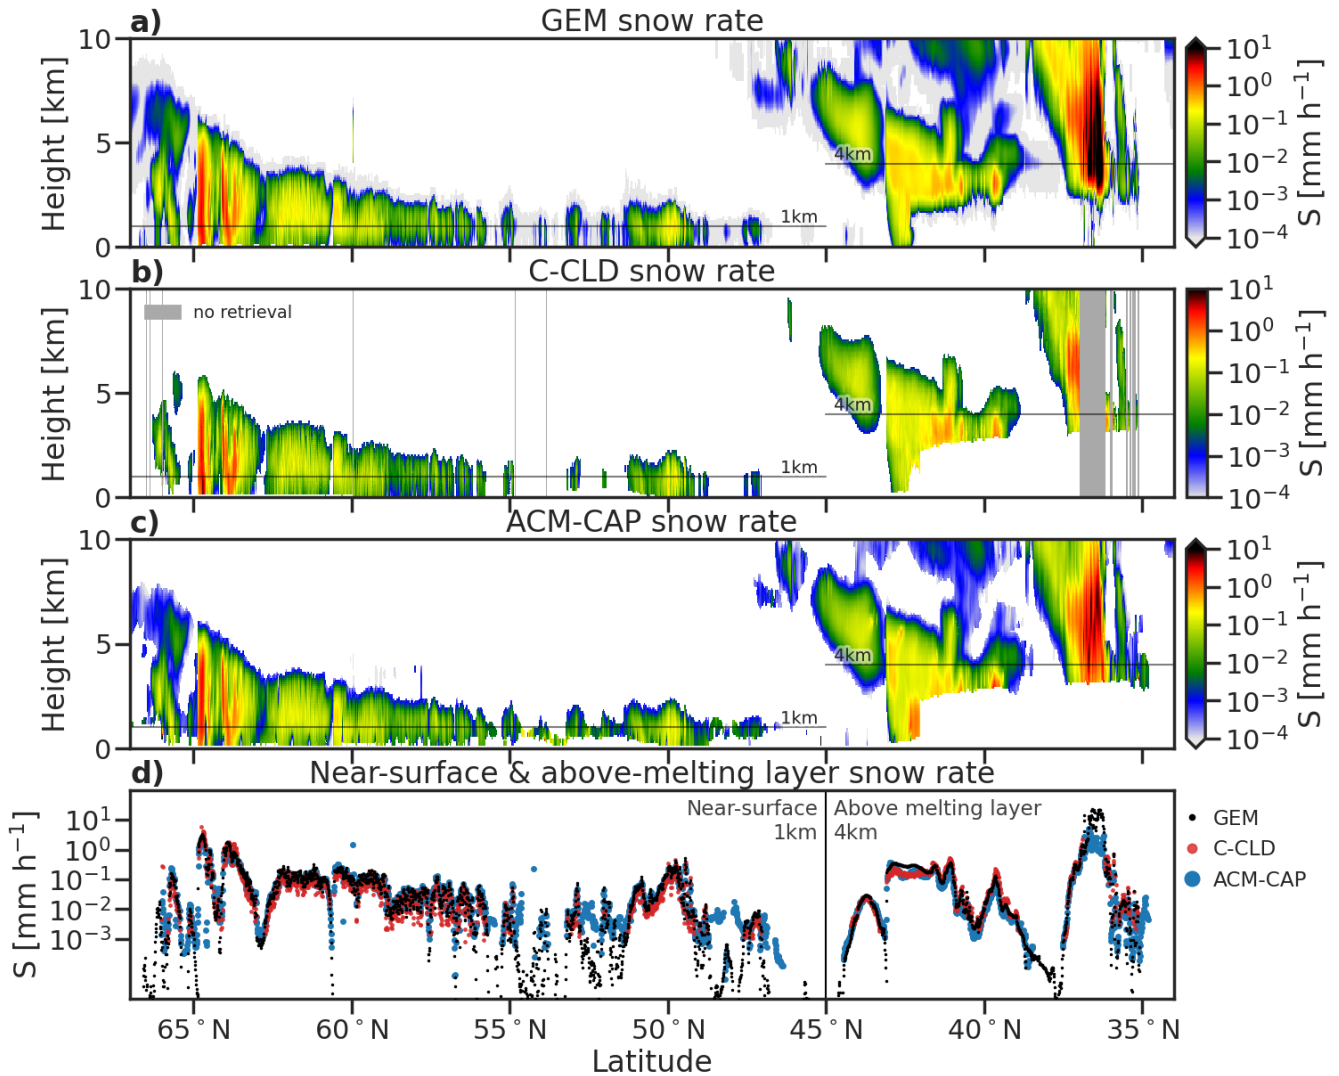 a) GEM snow rate
10
5
0
Height [km]
4km
1km
10¹
10⁰
10⁻¹
10⁻²
10⁻³
10⁻⁴
S [mm h⁻¹]
b) C-CLD snow rate
10
5
0
Height [km]
no retrieval
4km
1km
10¹
10⁰
10⁻¹
10⁻²
10⁻³
10⁻⁴
S [mm h⁻¹]
c) ACM-CAP snow rate
10
5
0
Height [km]
4km
1km
10¹
10⁰
10⁻¹
10⁻²
10⁻³
10⁻⁴
S [mm h⁻¹]
d) Near-surface & above-melting layer snow rate
10¹
10⁰
10⁻¹
10⁻²
10⁻³
S [mm h⁻¹]
Near-surface
1km
Above melting layer
4km
GEM
C-CLD
ACM-CAP
65°N 60°N 55°N 50°N 45°N 40°N 35°N
Latitude